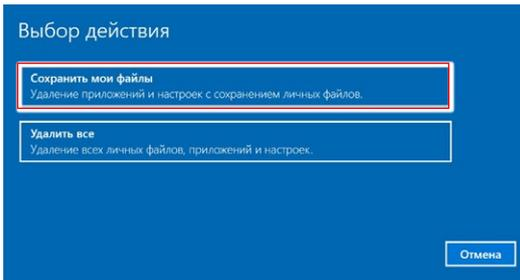 Выбор действия
Сохранить мои файлы
Удаление приложений и настроек с сохранением личных файлов.
Удалить все
Удаление всех личных файлов, приложений и настроек.
Отмена